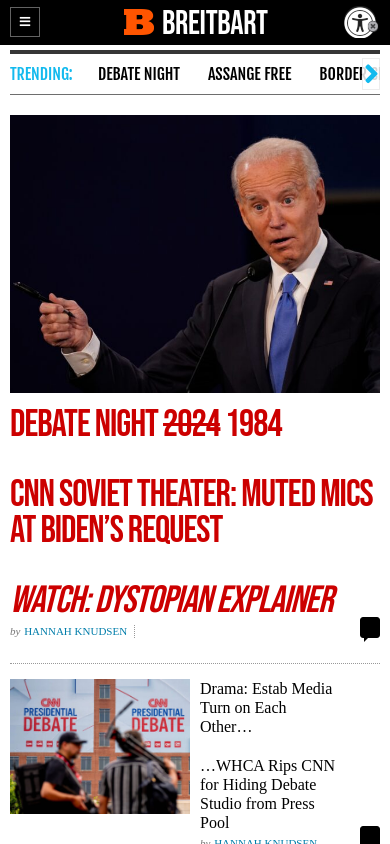 BREITBART
TRENDING:
DEBATE NIGHT
ASSANGE FREE
BORDER
DEBATE NIGHT 2024 1984
CNN SOVIET THEATER: MUTED MICS
AT BIDEN'S REQUEST
WATCH: DYSTOPIAN EXPLAINER
by HANNAH KNUDSEN
CNN
PRESIDENTIAL
DEBATE
CNN
PRESIDENTIAL
DEBATE
Drama: Estab Media
Turn on Each
Other…
…WHCA Rips CNN
for Hiding Debate
Studio from Press
Pool
by HANNAH KNUDSEN